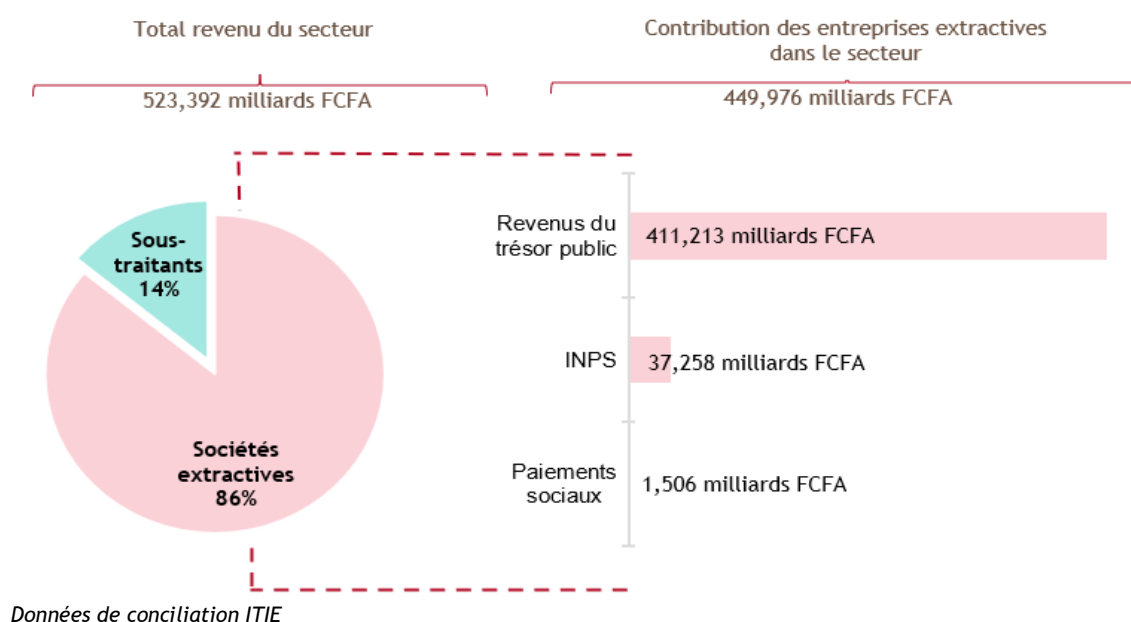 Total revenu du secteur
523,392 milliards FCFA
Contribution des entreprises extractives
dans le secteur
449,976 milliards FCFA
Sous-
traitants
14%
Sociétés
extractives
86%
Revenus du
trésor public
411,213 milliards FCFA
INPS
37,258 milliards FCFA
Paiements
sociaux
1,506 milliards FCFA
Données de conciliation ITIE